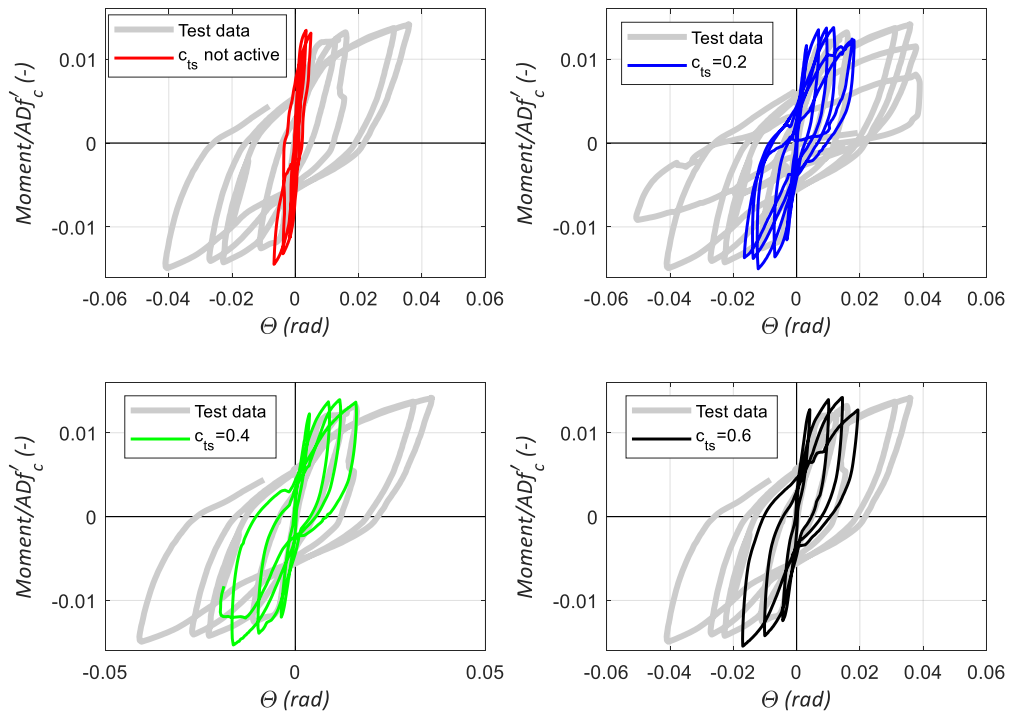 Test data
c_ts not active
0.01
0
-0.01
Moment/ADf′_c (-)
-0.06 -0.04 -0.02 0 0.02 0.04 0.06
Θ (rad)
Test data
c_ts=0.2
0.01
0
-0.01
Moment/ADf′_c (-)
-0.06 -0.04 -0.02 0 0.02 0.04 0.06
Θ (rad)
Test data
c_ts=0.4
0.01
0
-0.01
Moment/ADf′_c (-)
-0.05 0 0.05
Θ (rad)
Test data
c_ts=0.6
0.01
0
-0.01
Moment/ADf′_c (-)
-0.06 -0.04 -0.02 0 0.02 0.04 0.06
Θ (rad)